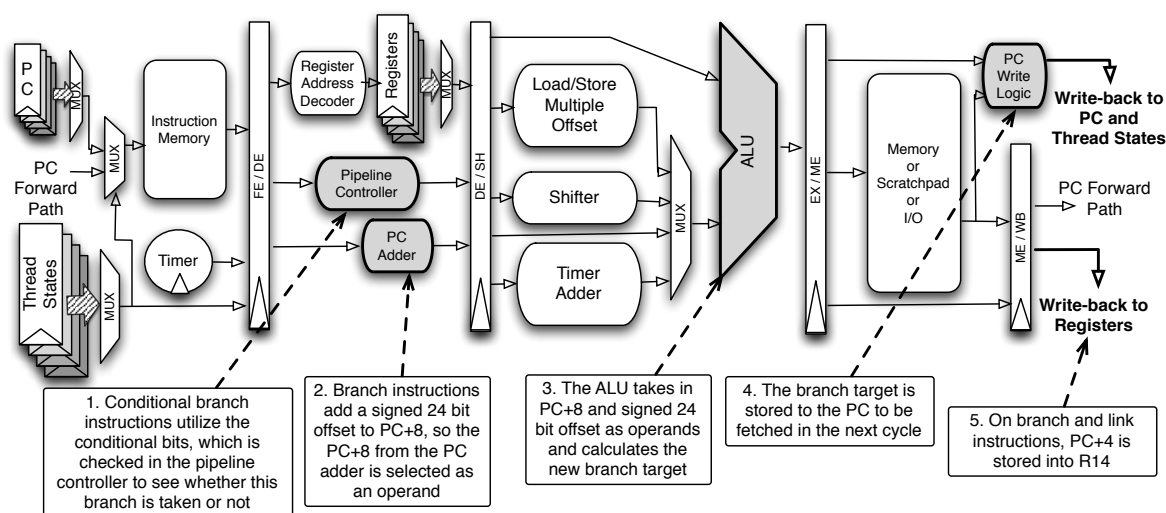 PC
MUX
PC
Forward
Path
MUX
Instruction
Memory
Thread
States
MUX
Timer
FE / DE
Register
Address
Decoder
Registers
MUX
Pipeline
Controller
PC
Adder
DE / SH
Load/Store
Multiple
Offset
Shifter
Timer
Adder
MUX
ALU
EX / ME
Memory
or
Scratchpad
or
I/O
PC
Write
Logic
Write-back to
PC and
Thread States
ME / WB
PC Forward
Path
Write-back to
Registers
1. Conditional branch
instructions utilize the
conditional bits, which is
checked in the pipeline
controller to see whether this
branch is taken or not
2. Branch instructions
add a signed 24 bit
offset to PC+8, so the
PC+8 from the PC
adder is selected as
an operand
3. The ALU takes in
PC+8 and signed 24
bit offset as operands
and calculates the
new branch target
4. The branch target is
stored to the PC to be
fetched in the next cycle
5. On branch and link
instructions, PC+4 is
stored into R14